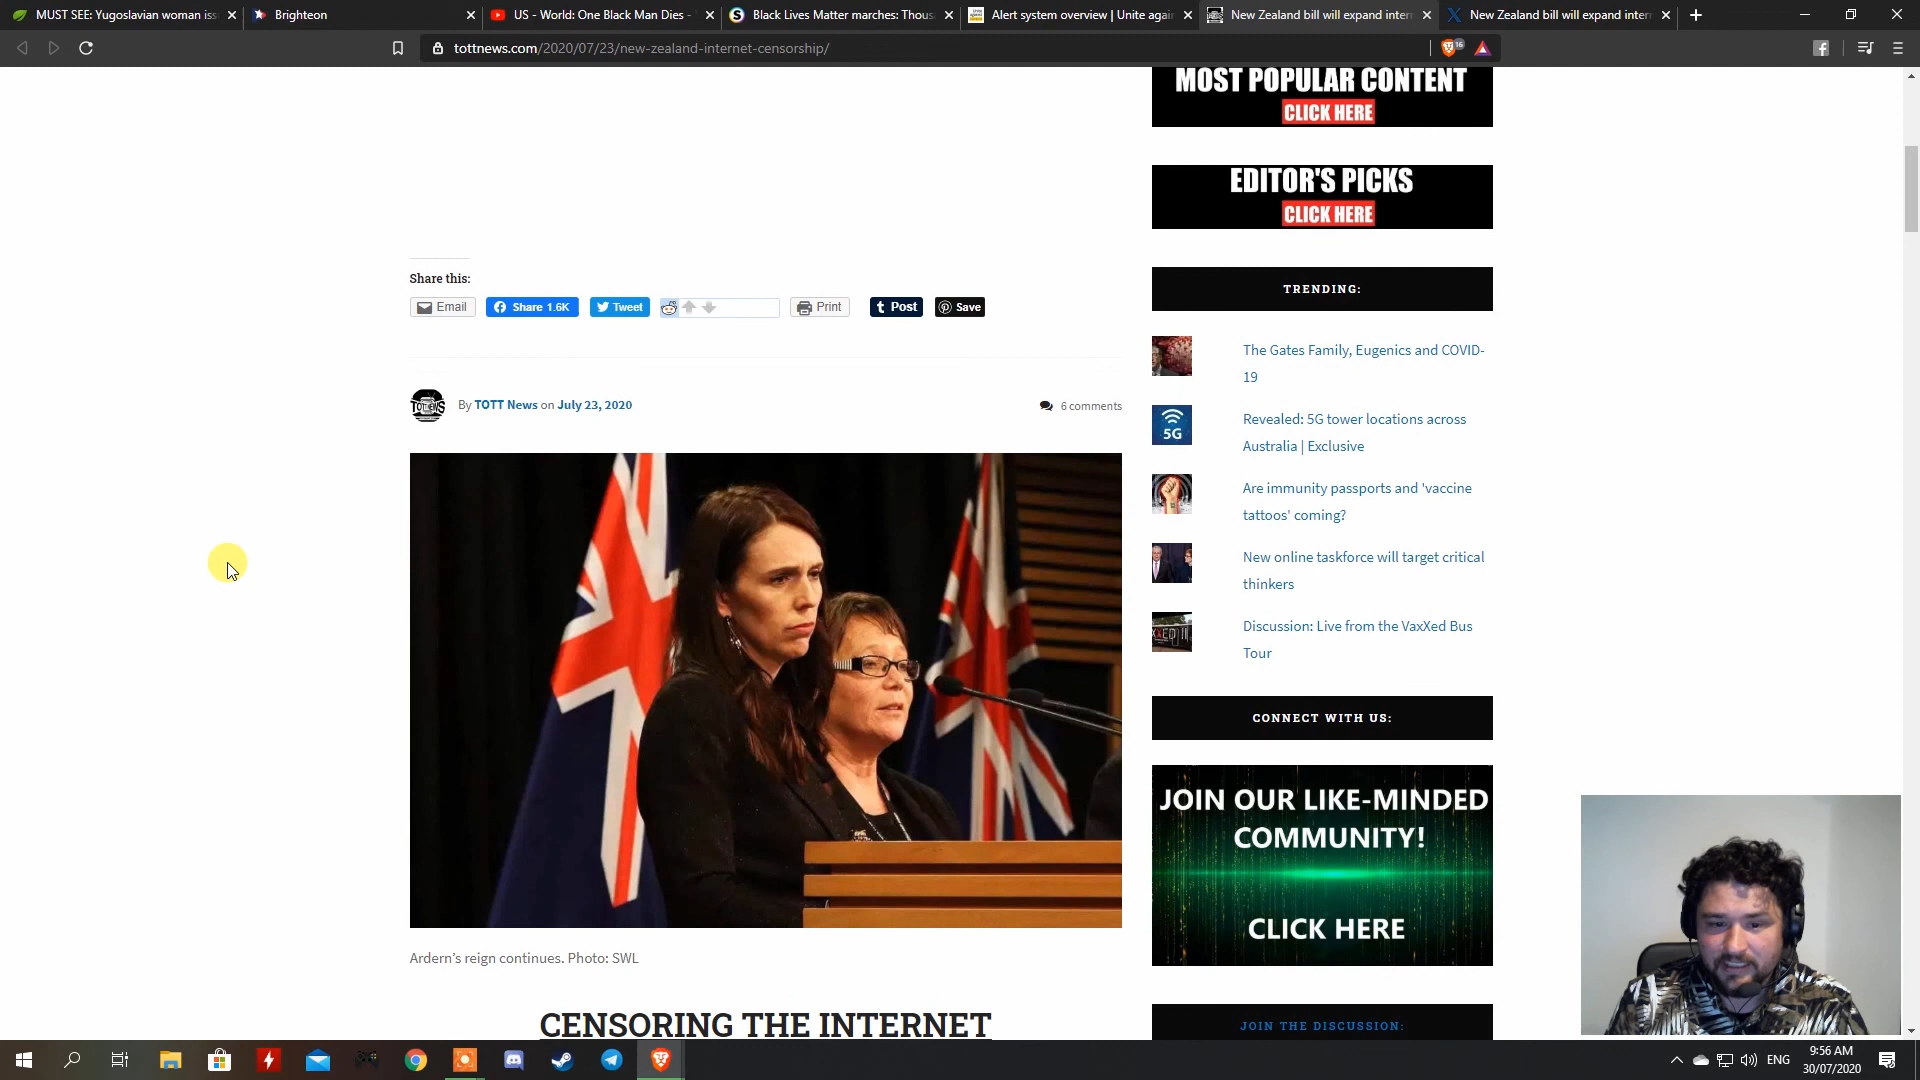 MUST SEE: Yugoslavian woman iss
Brighteon
US - World: One Black Man Dies -
Black Lives Matter marches: Thous
Alert system overview | Unite again
New Zealand bill will expand inter
New Zealand bill will expand inter
tottnews.com/2020/07/23/new-zealand-internet-censorship/
16
MOST POPULAR CONTENT
CLICK HERE
EDITOR'S PICKS
CLICK HERE
Share this:
Email
Share 1.6K
Tweet
Print
Post
Save
TRENDING:
The Gates Family, Eugenics and COVID-
19
By TOTT News on July 23, 2020
6 comments
5G
Revealed: 5G tower locations across
Australia | Exclusive
Are immunity passports and 'vaccine
tattoos' coming?
New online taskforce will target critical
thinkers
Discussion: Live from the VaxXed Bus
Tour
CONNECT WITH US:
JOIN OUR LIKE-MINDED
COMMUNITY!
CLICK HERE
Ardern’s reign continues. Photo: SWL
CENSORING THE INTERNET
JOIN THE DISCUSSION:
ENG
9:56 AM
30/07/2020